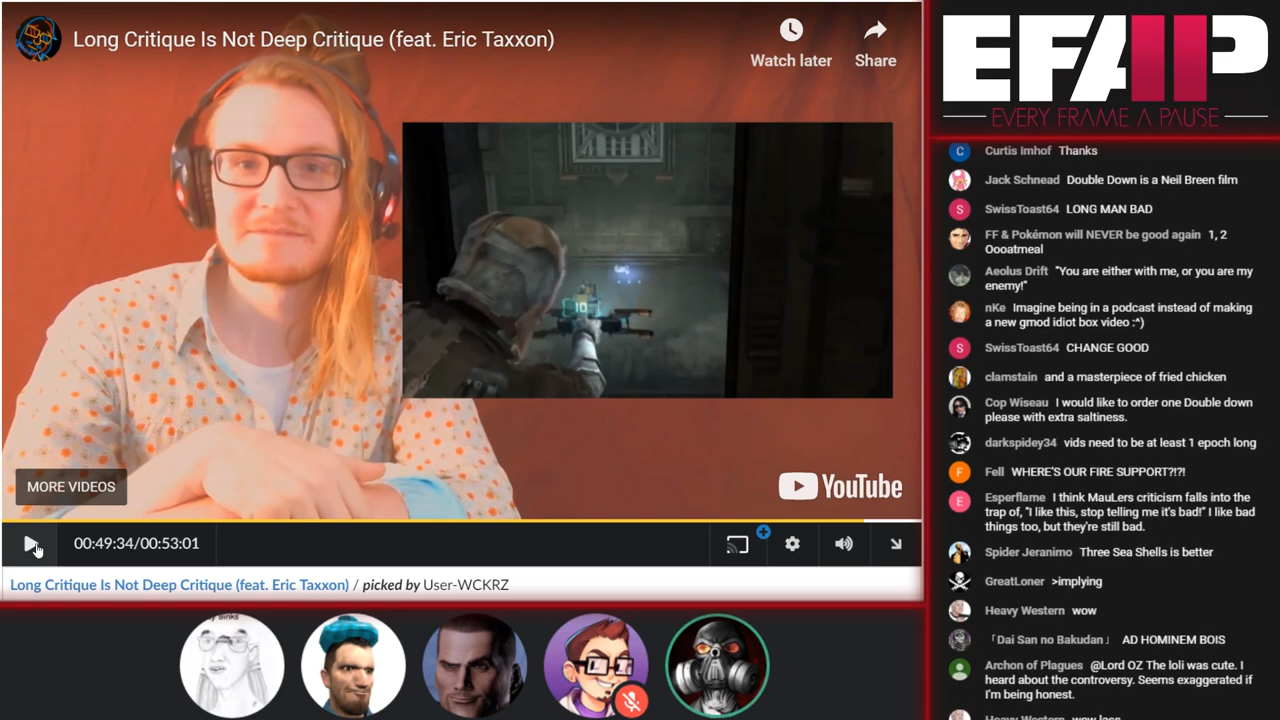 Long Critique Is Not Deep Critique (feat. Eric Taxxon)
Watch later
Share
10
MORE VIDEOS
YouTube
00:49:34/00:53:01
Long Critique Is Not Deep Critique (feat. Eric Taxxon) / picked by User-WCKRZ
EFAP
EVERY FRAME A PAUSE
C Curtis Imhof Thanks
Jack Schnead Double Down is a Neil Breen film
S SwissToast64 LONG MAN BAD
FF & Pokémon will NEVER be good again 1, 2
Oooatmeal
Aeolus Drift "You are either with me, or you are my
enemy!"
nKe Imagine being in a podcast instead of making
a new gmod idiot box video :^)
S SwissToast64 CHANGE GOOD
clamstain and a masterpiece of fried chicken
Cop Wiseau I would like to order one Double down
please with extra saltiness.
darkspidey34 vids need to be at least 1 epoch long
F Fell WHERE'S OUR FIRE SUPPORT?!?!
E Esperflame I think MauLers criticism falls into the
trap of, "I like this, stop telling me it's bad!" I like bad
things too, but they're still bad.
Spider Jeranimo Three Sea Shells is better
GreatLoner >implying
Heavy Western wow
「Dai San no Bakudan」 AD HOMINEM BOIS
Archon of Plagues @Lord OZ The loli was cute. I
heard about the controversy. Seems exaggerated if
I'm being honest.
Heavy Western wow lass